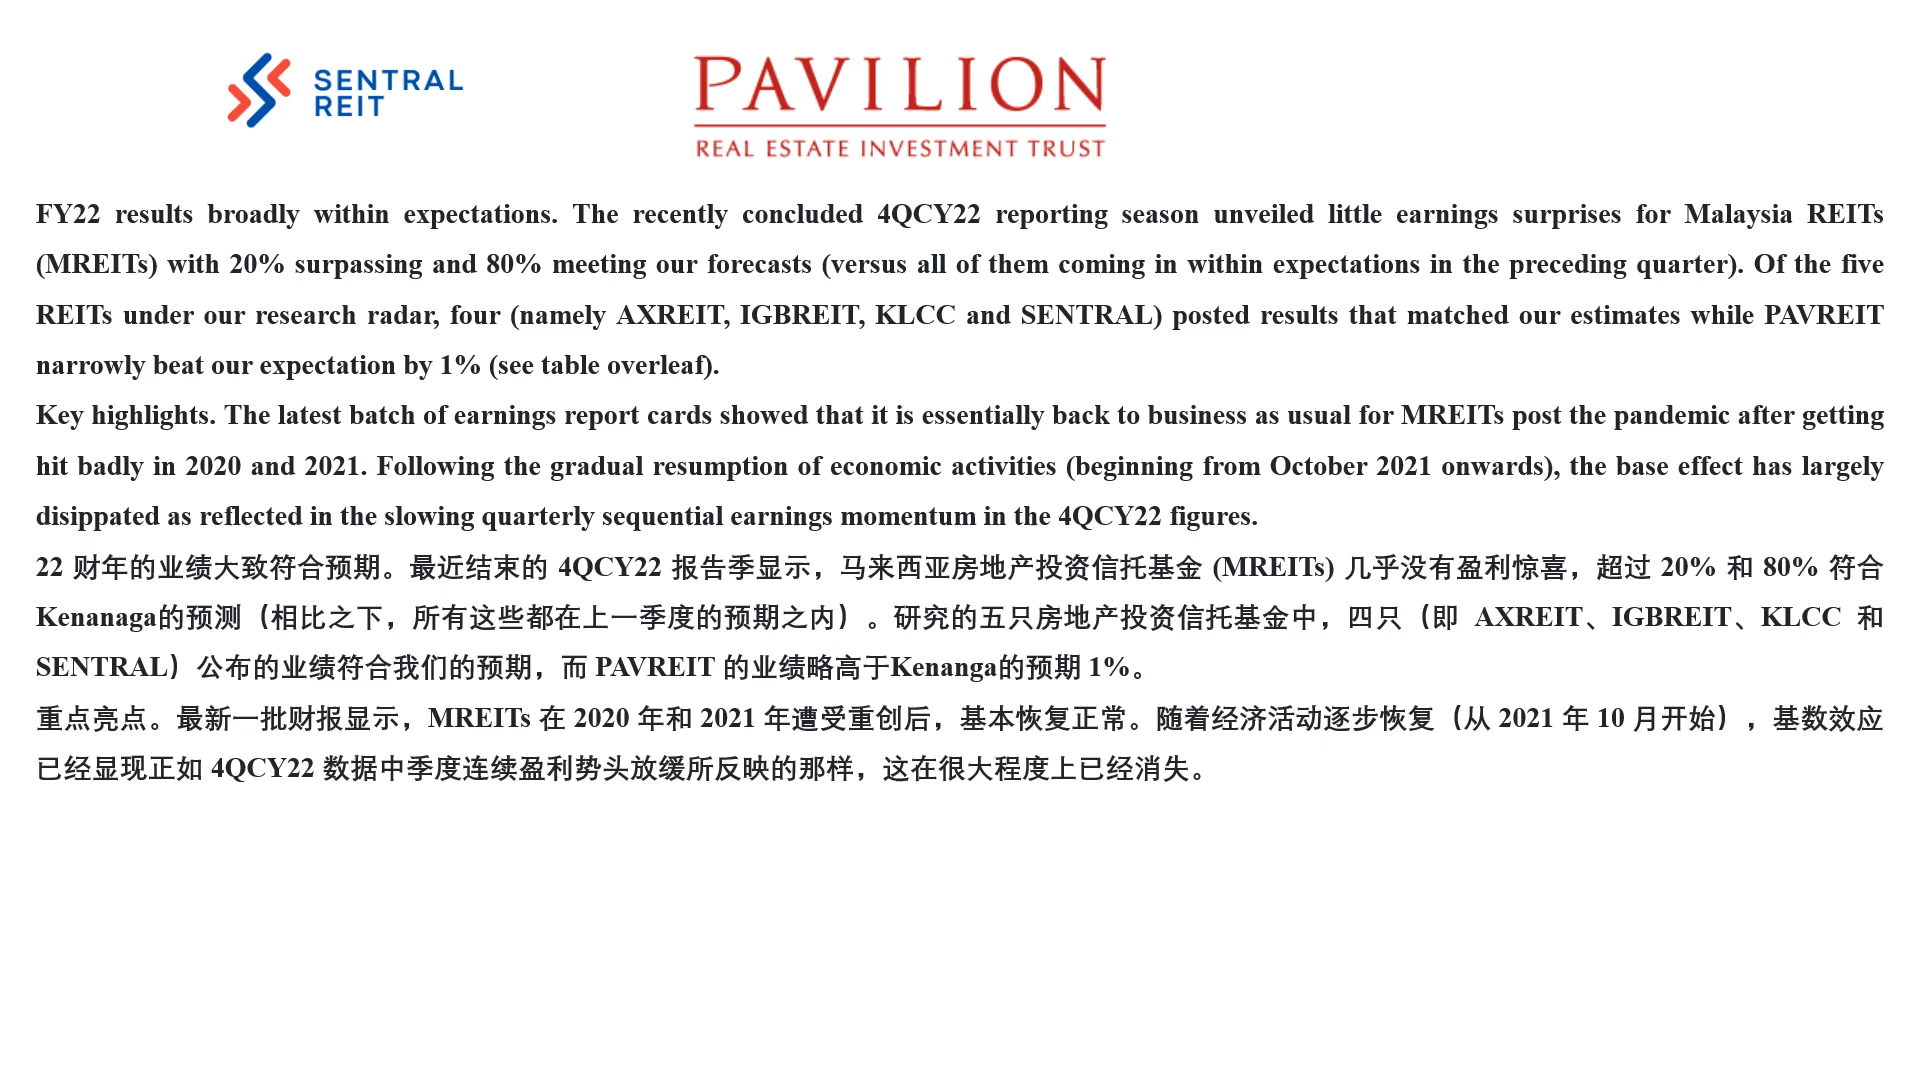 SENTRAL
REIT
PAVILION
REAL ESTATE INVESTMENT TRUST
FY22 results broadly within expectations. The recently concluded 4QCY22 reporting season unveiled little earnings surprises for Malaysia REITs
(MREITs) with 20% surpassing and 80% meeting our forecasts (versus all of them coming in within expectations in the preceding quarter). Of the five
REITs under our research radar, four (namely AXREIT, IGBREIT, KLCC and SENTRAL) posted results that matched our estimates while PAVREIT
narrowly beat our expectation by 1% (see table overleaf).
Key highlights. The latest batch of earnings report cards showed that it is essentially back to business as usual for MREITs post the pandemic after getting
hit badly in 2020 and 2021. Following the gradual resumption of economic activities (beginning from October 2021 onwards), the base effect has largely
disippated as reflected in the slowing quarterly sequential earnings momentum in the 4QCY22 figures.
22 财年的业绩大致符合预期。最近结束的 4QCY22 报告季显示，马来西亚房地产投资信托基金 (MREITs) 几乎没有盈利惊喜，超过 20% 和 80% 符合
Kenanaga的预测（相比之下，所有这些都在上一季度的预期之内）。研究的五只房地产投资信托基金中，四只（即 AXREIT、IGBREIT、KLCC 和
SENTRAL）公布的业绩符合我们的预期，而 PAVREIT 的业绩略高于Kenanga的预期 1%。
重点亮点。最新一批财报显示，MREITs 在 2020 年和 2021 年遭受重创后，基本恢复正常。随着经济活动逐步恢复（从 2021 年 10 月开始），基数效应
已经显现正如 4QCY22 数据中季度连续盈利势头放缓所反映的那样，这在很大程度上已经消失。